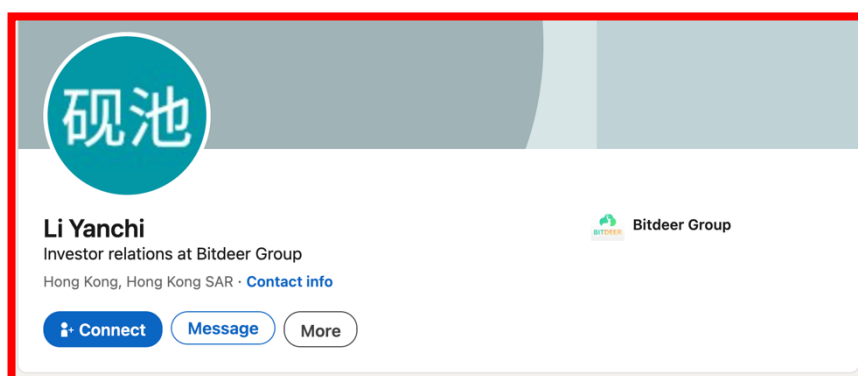 砚池
Li Yanchi
Investor relations at Bitdeer Group
Hong Kong, Hong Kong SAR · Contact info
Connect
Message
More
BITDEER
Bitdeer Group